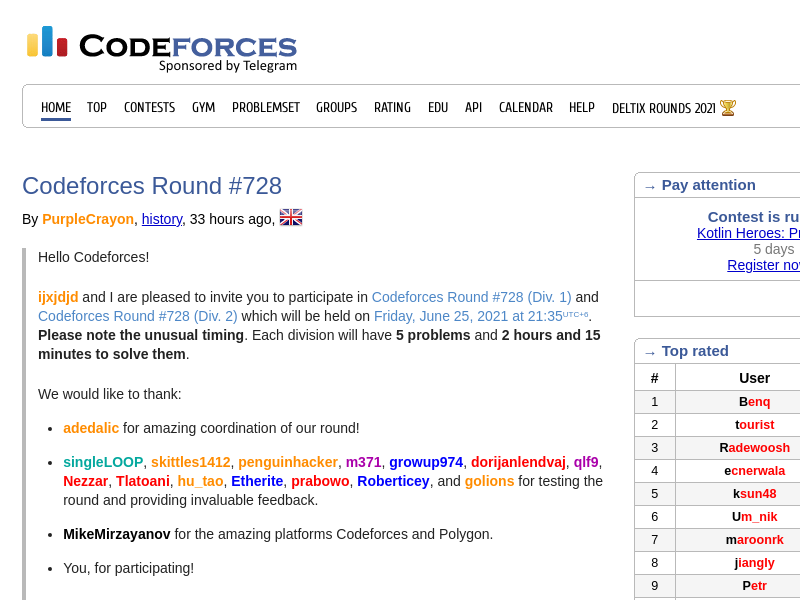 CODEFORCES
Sponsored by Telegram
HOME TOP CONTESTS GYM PROBLEMSET GROUPS RATING EDU API CALENDAR HELP DELTIX ROUNDS 2021
Codeforces Round #728
By PurpleCrayon, history, 33 hours ago,
Hello Codeforces!
ijxjdjd and I are pleased to invite you to participate in Codeforces Round #728 (Div. 1) and
Codeforces Round #728 (Div. 2) which will be held on Friday, June 25, 2021 at 21:35UTC+6.
Please note the unusual timing. Each division will have 5 problems and 2 hours and 15
minutes to solve them.
We would like to thank:
• adedalic for amazing coordination of our round!
• singleLOOP, skittles1412, penguinhacker, m371, growup974, dorijanlendvaj, qlf9,
Nezzar, Tlatoani, hu_tao, Etherite, prabowo, Roberticey, and golions for testing the
round and providing invaluable feedback.
• MikeMirzayanov for the amazing platforms Codeforces and Polygon.
• You, for participating!
→ Pay attention
Contest is ru
Kotlin Heroes: Pr
5 days
Register now
→ Top rated
# User
1 Benq
2 tourist
3 Radewoosh
4 ecnerwala
5 ksun48
6 Um_nik
7 maroonrk
8 jiangly
9 Petr